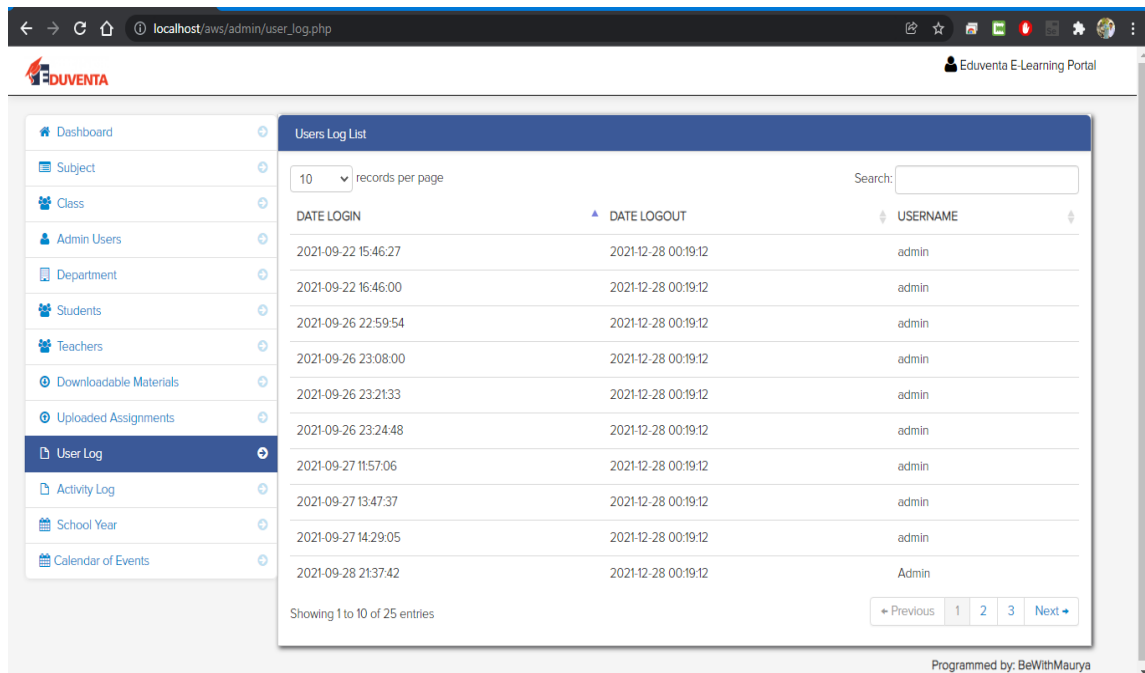 localhost/aws/admin/user_log.php
EDUVENTA
Eduventa E-Learning Portal
Dashboard
Subject
Class
Admin Users
Department
Students
Teachers
Downloadable Materials
Uploaded Assignments
User Log
Activity Log
School Year
Calendar of Events
Users Log List
10 records per page Search:
DATE LOGIN DATE LOGOUT USERNAME
2021-09-22 15:46:27 2021-12-28 00:19:12 admin
2021-09-22 16:46:00 2021-12-28 00:19:12 admin
2021-09-26 22:59:54 2021-12-28 00:19:12 admin
2021-09-26 23:08:00 2021-12-28 00:19:12 admin
2021-09-26 23:21:33 2021-12-28 00:19:12 admin
2021-09-26 23:24:48 2021-12-28 00:19:12 admin
2021-09-27 11:57:06 2021-12-28 00:19:12 admin
2021-09-27 13:47:37 2021-12-28 00:19:12 admin
2021-09-27 14:29:05 2021-12-28 00:19:12 admin
2021-09-28 21:37:42 2021-12-28 00:19:12 Admin
Showing 1 to 10 of 25 entries
← Previous 1 2 3 Next →
Programmed by: BeWithMaurya